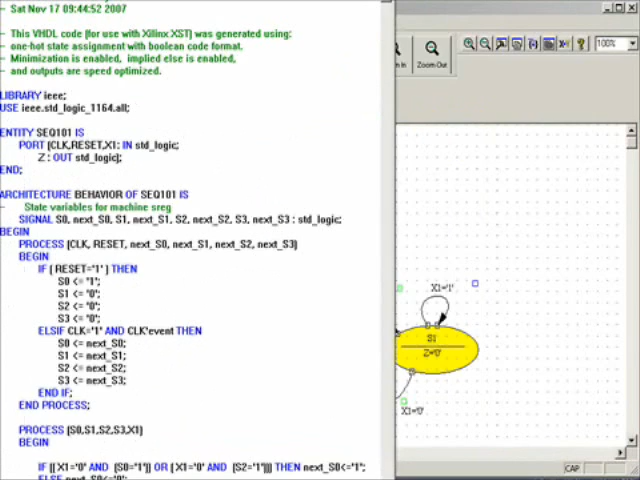 -- Sat Nov 17 09:44:52 2007
-- This VHDL code (for use with Xilinx XST) was generated using:
-- one-hot state assignment with boolean code format.
-- Minimization is enabled,  implied else is enabled,
-- and outputs are speed optimized.
LIBRARY ieee;
USE ieee.std_logic_1164.all;
ENTITY SEQ101 IS
PORT (CLK,RESET,X1: IN std_logic;
Z : OUT std_logic);
END;
ARCHITECTURE BEHAVIOR OF SEQ101 IS
-- State variables for machine sreg
SIGNAL S0, next_S0, S1, next_S1, S2, next_S2, S3, next_S3 : std_logic;
BEGIN
PROCESS (CLK, RESET, next_S0, next_S1, next_S2, next_S3)
BEGIN
IF ( RESET='1' ) THEN
S0 <= '1';
S1 <= '0';
S2 <= '0';
S3 <= '0';
ELSIF CLK='1' AND CLK'event THEN
S0 <= next_S0;
S1 <= next_S1;
S2 <= next_S2;
S3 <= next_S3;
END IF;
END PROCESS;
PROCESS (S0,S1,S2,S3,X1)
BEGIN
IF (( X1='0' AND  (S0='1')) OR ( X1='0' AND  (S2='1'))) THEN next_S0<='1';
ELSE next_S0<='0';
m In
Zoom Out
100%
X1='1'
S1
Z='0'
X1='0'
CAP